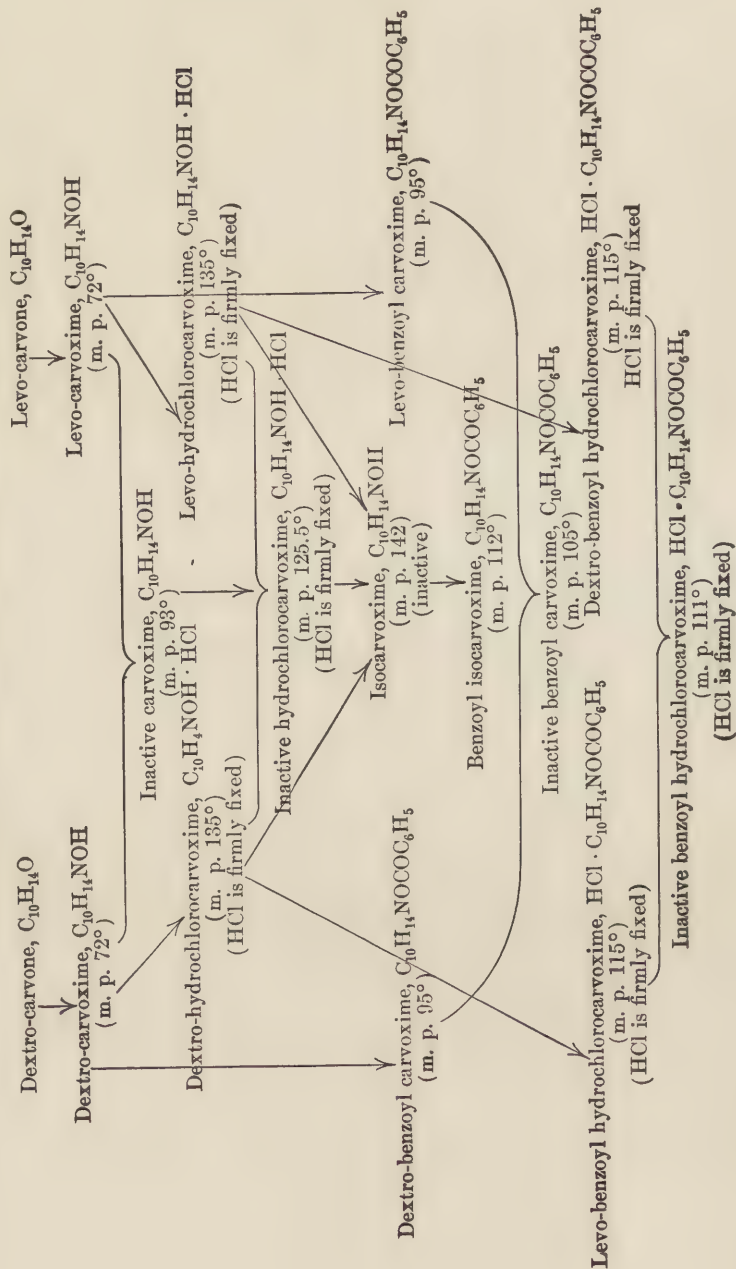 Dextro-carvone, C10H14O
Levo-carvone, C10H14O
Dextro-carvoxime, C10H14NOH
(m. p. 72°)
Levo-carvoxime, C10H14NOH
(m. p. 72°)
Inactive carvoxime, C10H14NOH
(m. p. 93°)
Dextro-hydrochlorocarvoxime, C10H4NOH · HCl
(m. p. 135°)
(HCl is firmly fixed)
Levo-hydrochlorocarvoxime, C10H14NOH · HCl
(m. p. 135°)
(HCl is firmly fixed)
Inactive hydrochlorocarvoxime, C10H14NOH · HCl
(m. p. 125.5°)
(HCl is firmly fixed)
Isocarvoxime, C10H14NOH
(m. p. 142)
(inactive)
Dextro-benzoyl carvoxime, C10H14NOCOC6H5
(m. p. 95°)
Levo-benzoyl carvoxime, C10H14NOCOC6H5
(m. p. 95°)
Benzoyl isocarvoxime, C10H14NOCOC6H5
(m. p. 112°)
Inactive benzoyl carvoxime, C10H14NOCOC6H5
(m. p. 105°)
Levo-benzoyl hydrochlorocarvoxime, HCl · C10H14NOCOC6H5
(m. p. 115°)
(HCl is firmly fixed)
Dextro-benzoyl hydrochlorocarvoxime, HCl · C10H14NOCOC6H5
(m. p. 115°)
HCl is firmly fixed
Inactive benzoyl hydrochlorocarvoxime, HCl · C10H14NOCOC6H5
(m. p. 111°)
(HCl is firmly fixed)